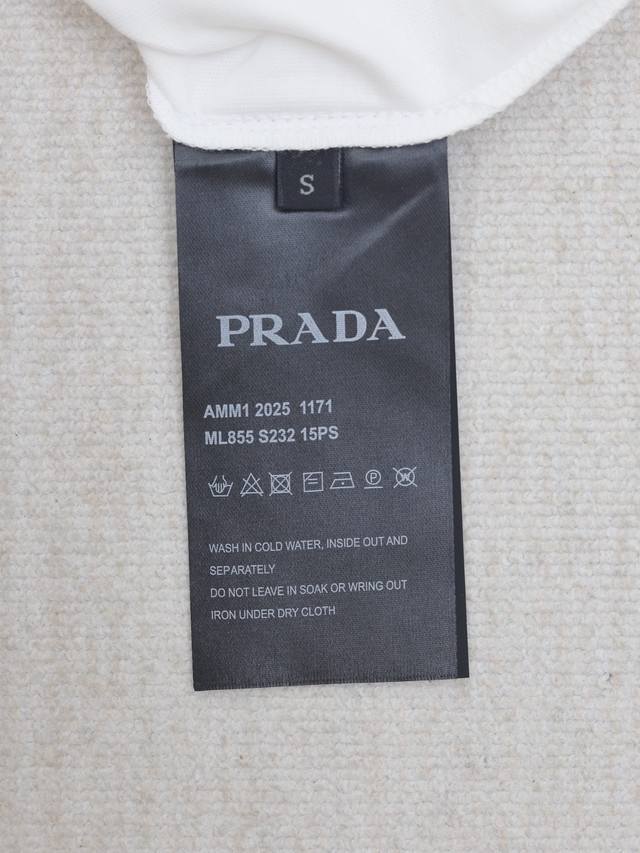 S
PRADA
AMM1 2025 1171
ML855 S232 15PS
WASH IN COLD WATER, INSIDE OUT AND
SEPARATELY
DO NOT LEAVE IN SOAK OR WRING OUT
IRON UNDER DRY CLOTH